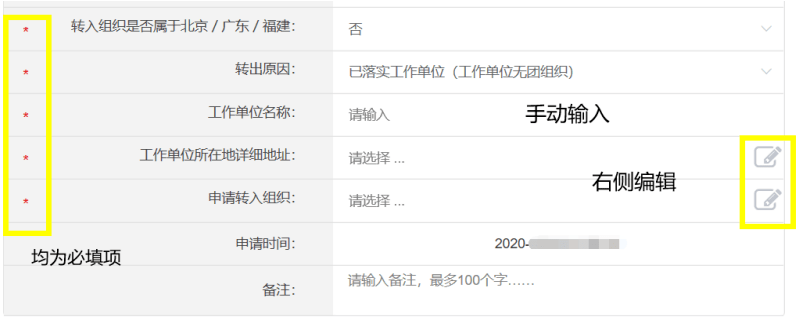 * 转入组织是否属于北京／广东／福建： 否
* 转出原因： 已落实工作单位（工作单位无团组织）
* 工作单位名称： 请输入 手动输入
* 工作单位所在地详细地址： 请选择 ...
右侧编辑
* 申请转入组织： 请选择 ...
申请时间： 2020-
均为必填项
备注： 请输入备注，最多100个字……